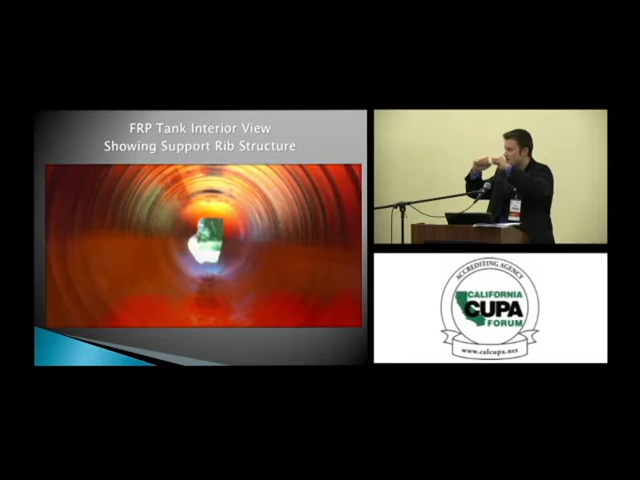 FRP Tank Interior View
Showing Support Rib Structure
ACCREDITING AGENCY
CALIFORNIA
CUPA
FORUM
www.calcupa.net